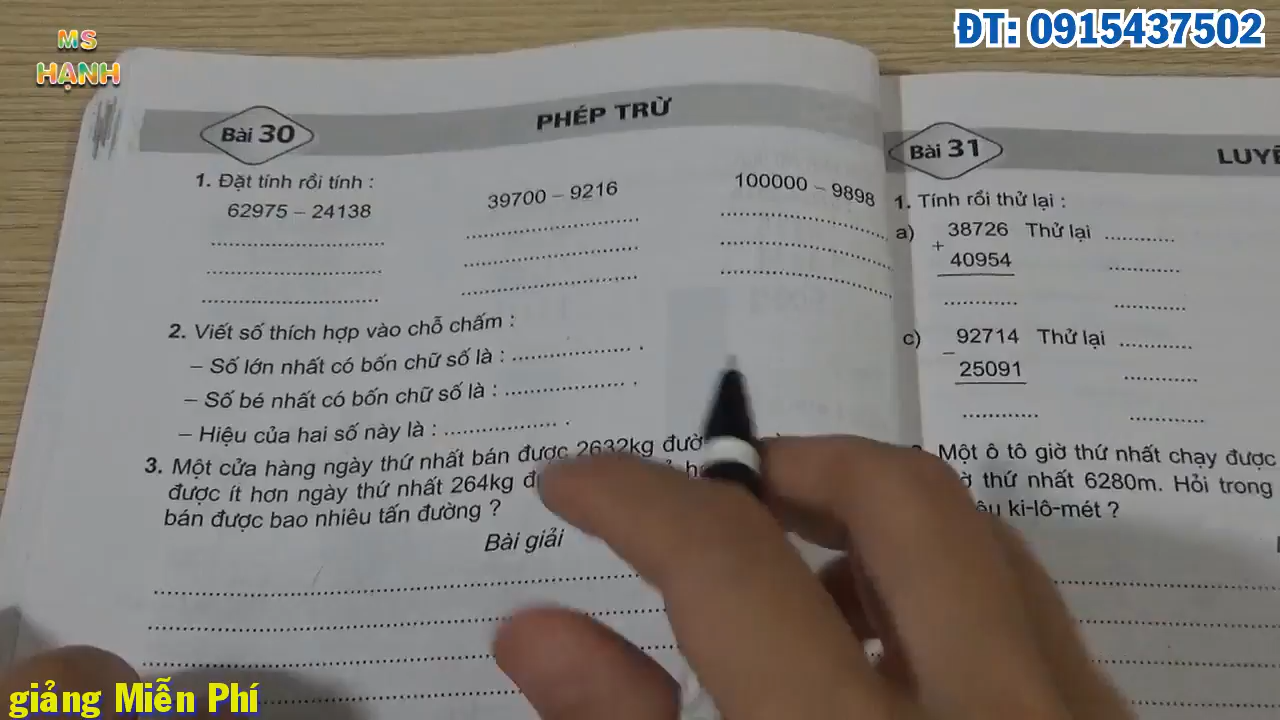 MS
HẠNH
ĐT: 0915437502
Bài 30
PHÉP TRỪ
1. Đặt tính rồi tính :
62975 – 24138
39700 – 9216
100000 – 9898
2. Viết số thích hợp vào chỗ chấm :
– Số lớn nhất có bốn chữ số là : .................... .
– Số bé nhất có bốn chữ số là : .................... .
– Hiệu của hai số này là : .................... .
3. Một cửa hàng ngày thứ nhất bán được 2632kg
được ít hơn ngày thứ nhất 264kg
bán được bao nhiêu tấn đường ?
Bài giải
Bài 31
1. Tính rồi thử lại :
a) 38726 Thử lại ............
+
40954
c) 92714 Thử lại ............
–
25091
Một ô tô giờ thứ nhất chạy được
thứ nhất 6280m. Hỏi trong
ki-lô-mét ?
giảng Miễn Phí